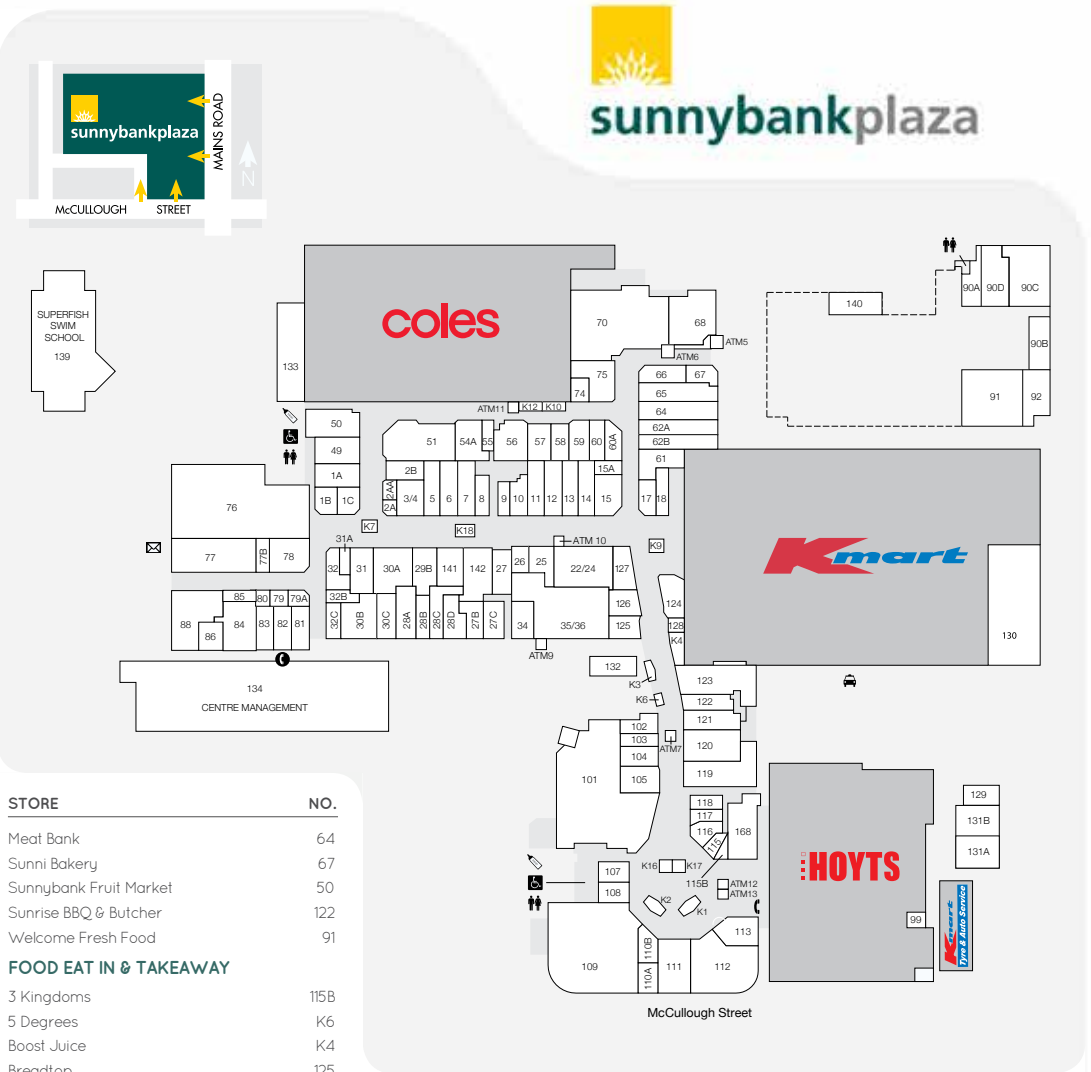 sunnybankplaza
sunnybankplaza
MAINS ROAD
N
McCULLOUGH STREET
SUPERFISH
SWIM
SCHOOL
139
133
coles
70
68
ATM5
ATM6
75
74
ATM11
K12
K10
66
67
65
64
62A
62B
61
17
18
140
90A
90D
90C
90B
91
92
50
49
1A
1B
1C
51
54A
55
56
57
58
59
60
60A
2B
15A
2AA
2A
3/4
5
6
7
8
9
10
11
12
13
14
15
76
77
77B
78
K7
K18
ATM 10
K9
kmart
130
31A
32
31
30A
29B
141
142
27
26
25
22/24
127
32B
32C
30B
30C
28A
28B
28C
28D
27B
27C
34
35/36
126
125
124
128
K4
85
80
79
79A
88
86
84
83
82
81
ATM9
132
K3
K6
134
CENTRE MANAGEMENT
123
122
121
120
119
102
103
104
105
101
ATM7
118
117
116
115
168
115B
K16
K17
ATM12
ATM13
107
108
K2
K1
113
109
110B
110A
111
112
McCullough Street
HOYTS
99
129
131B
131A
Kmart
Tyre & Auto Service
STORE NO.
Meat Bank 64
Sunni Bakery 67
Sunnybank Fruit Market 50
Sunrise BBQ & Butcher 122
Welcome Fresh Food 91
FOOD EAT IN & TAKEAWAY
3 Kingdoms 115B
5 Degrees K6
Boost Juice K4
Breadtop 125